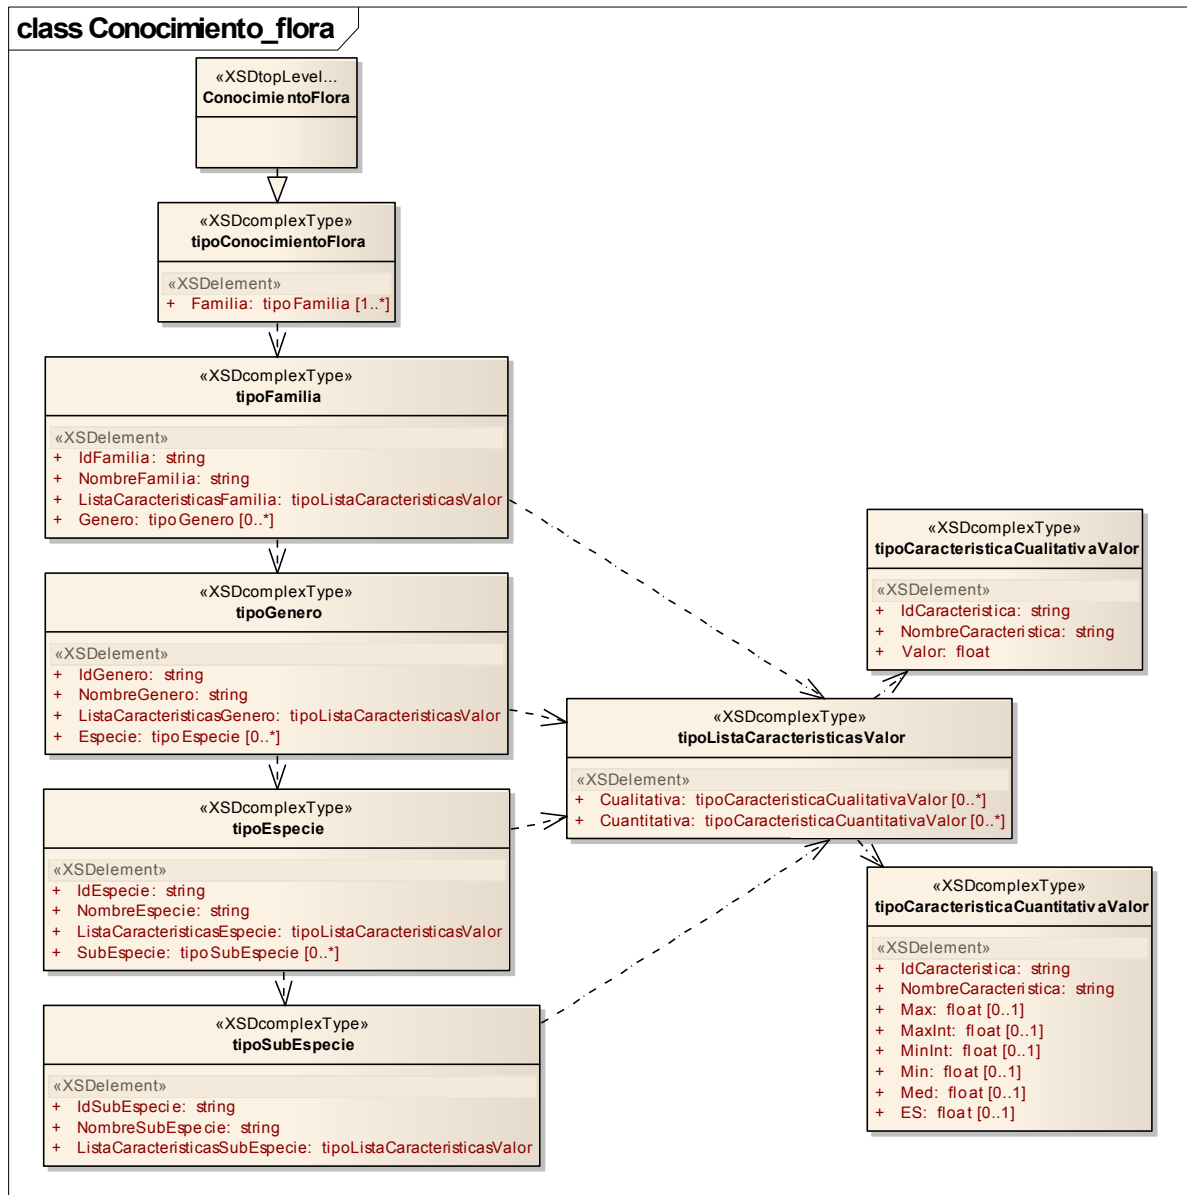 class Conocimiento_flora
«XSDtopLevel...
ConocimientoFlora
«XSDcomplexType»
tipoConocimientoFlora
«XSDelement»
+ Familia: tipoFamilia [1..*]
«XSDcomplexType»
tipoFamilia
«XSDelement»
+ IdFamilia: string
+ NombreFamilia: string
+ ListaCaracteristicasFamilia: tipoListaCaracteristicasValor
+ Genero: tipoGenero [0..*]
«XSDcomplexType»
tipoGenero
«XSDelement»
+ IdGenero: string
+ NombreGenero: string
+ ListaCaracteristicasGenero: tipoListaCaracteristicasValor
+ Especie: tipoEspecie [0..*]
«XSDcomplexType»
tipoEspecie
«XSDelement»
+ IdEspecie: string
+ NombreEspecie: string
+ ListaCaracteristicasEspecie: tipoListaCaracteristicasValor
+ SubEspecie: tipoSubEspecie [0..*]
«XSDcomplexType»
tipoSubEspecie
«XSDelement»
+ IdSubEspecie: string
+ NombreSubEspecie: string
+ ListaCaracteristicasSubEspecie: tipoListaCaracteristicasValor
«XSDcomplexType»
tipoListaCaracteristicasValor
«XSDelement»
+ Cualitativa: tipoCaracteristicaCualitativaValor [0..*]
+ Cuantitativa: tipoCaracteristicaCuantitativaValor [0..*]
«XSDcomplexType»
tipoCaracteristicaCualitativaValor
«XSDelement»
+ IdCaracteristica: string
+ NombreCaracteristica: string
+ Valor: float
«XSDcomplexType»
tipoCaracteristicaCuantitativaValor
«XSDelement»
+ IdCaracteristica: string
+ NombreCaracteristica: string
+ Max: float [0..1]
+ MaxInt: float [0..1]
+ MinInt: float [0..1]
+ Min: float [0..1]
+ Med: float [0..1]
+ ES: float [0..1]